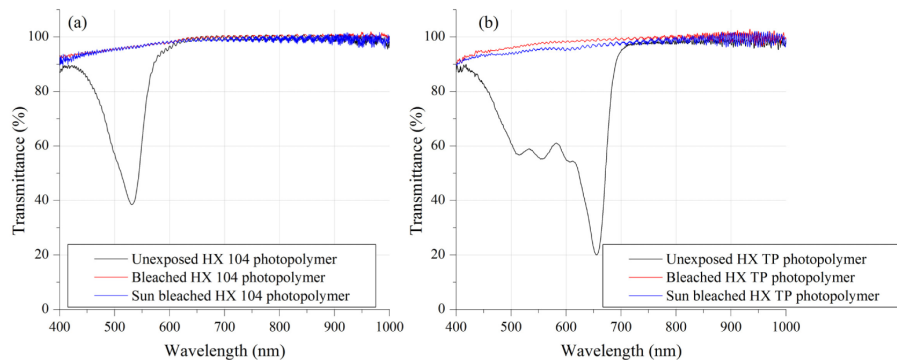 (a)
100
80
60
40
20
0
Transmittance (%)
Unexposed HX 104 photopolymer
Bleached HX 104 photopolymer
Sun bleached HX 104 photopolymer
400 500 600 700 800 900 1000
Wavelength (nm)
(b)
100
80
60
40
20
0
Transmittance (%)
Unexposed HX TP photopolymer
Bleached HX TP photopolymer
Sun bleached HX TP photopolymer
400 500 600 700 800 900 1000
Wavelength (nm)